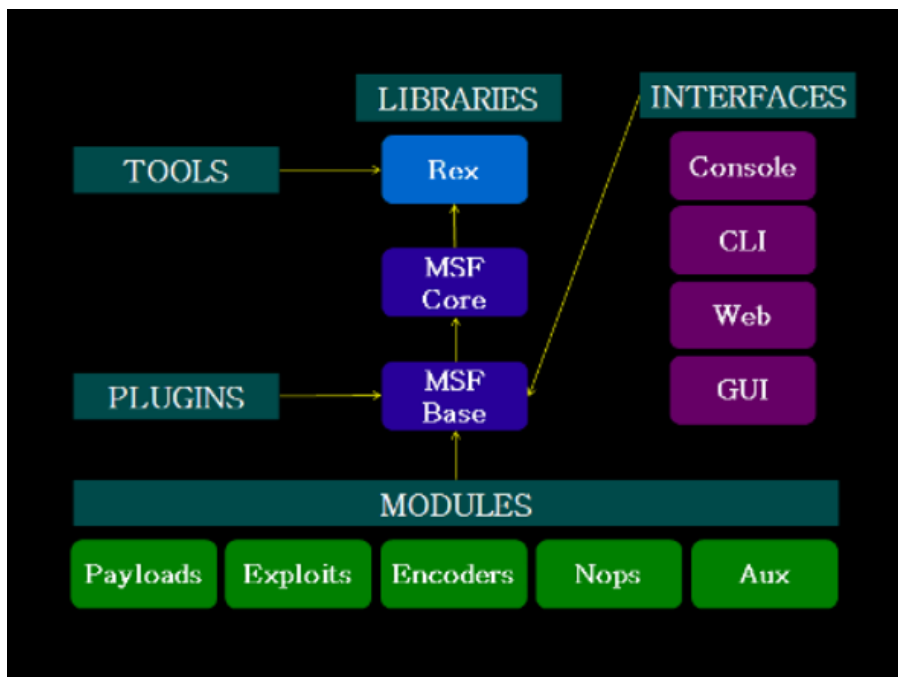 LIBRARIES
INTERFACES
TOOLS
Rex
Console
MSF
Core
CLI
Web
PLUGINS
MSF
Base
GUI
MODULES
Payloads
Exploits
Encoders
Nops
Aux